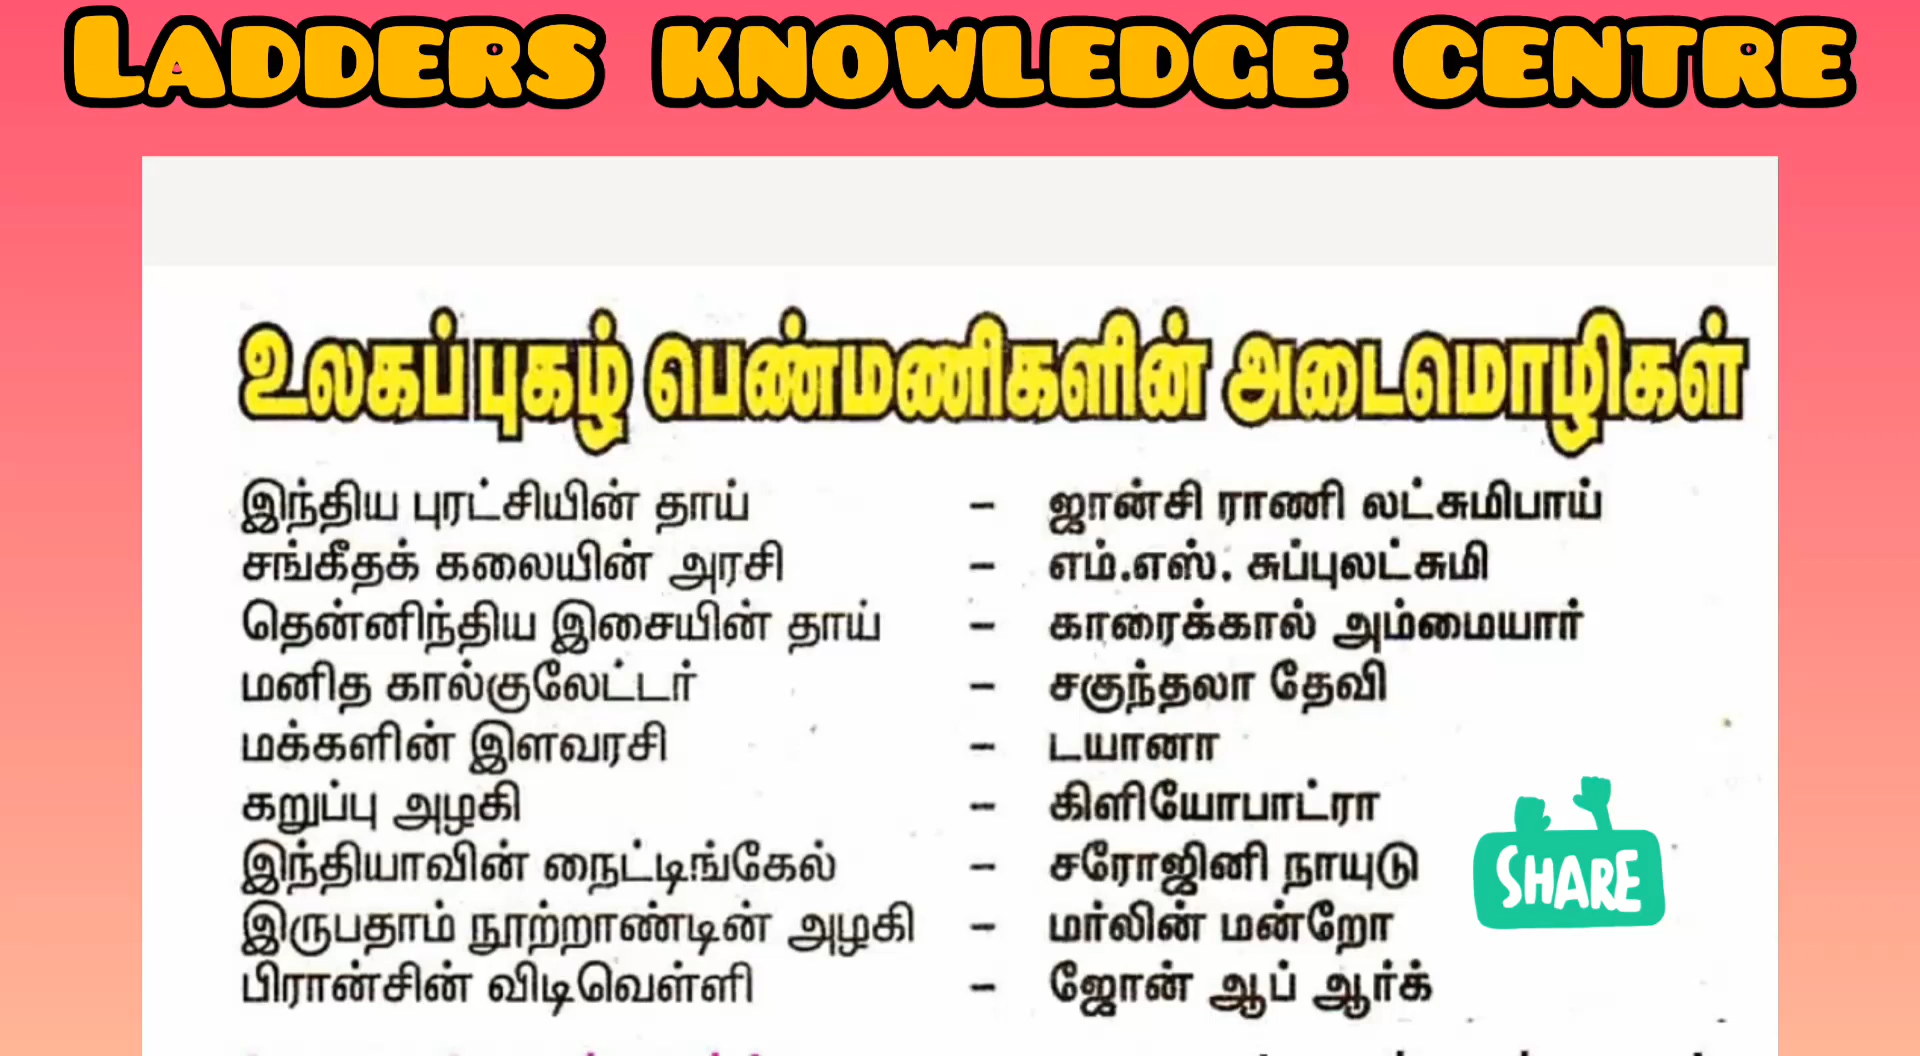 LADDERS KNOWLEDGE CENTRE
உலகப் புகழ் பெண்மணிகளின் அடைமொழிகள்
இந்திய புரட்சியின் தாய் – ஜான்சி ராணி லட்சுமிபாய்
சங்கீதக் கலையின் அரசி – எம்.எஸ். சுப்புலட்சுமி
தென்னிந்திய இசையின் தாய் – காரைக்கால் அம்மையார்
மனித கால்குலேட்டர் – சகுந்தலா தேவி
மக்களின் இளவரசி – டயானா
கறுப்பு அழகி – கிளியோபாட்ரா
இந்தியாவின் நைட்டிங்கேல் – சரோஜினி நாயுடு
SHARE
இருபதாம் நூற்றாண்டின் அழகி – மர்லின் மன்றோ
பிரான்சின் விடிவெள்ளி – ஜோன் ஆப் ஆர்க்